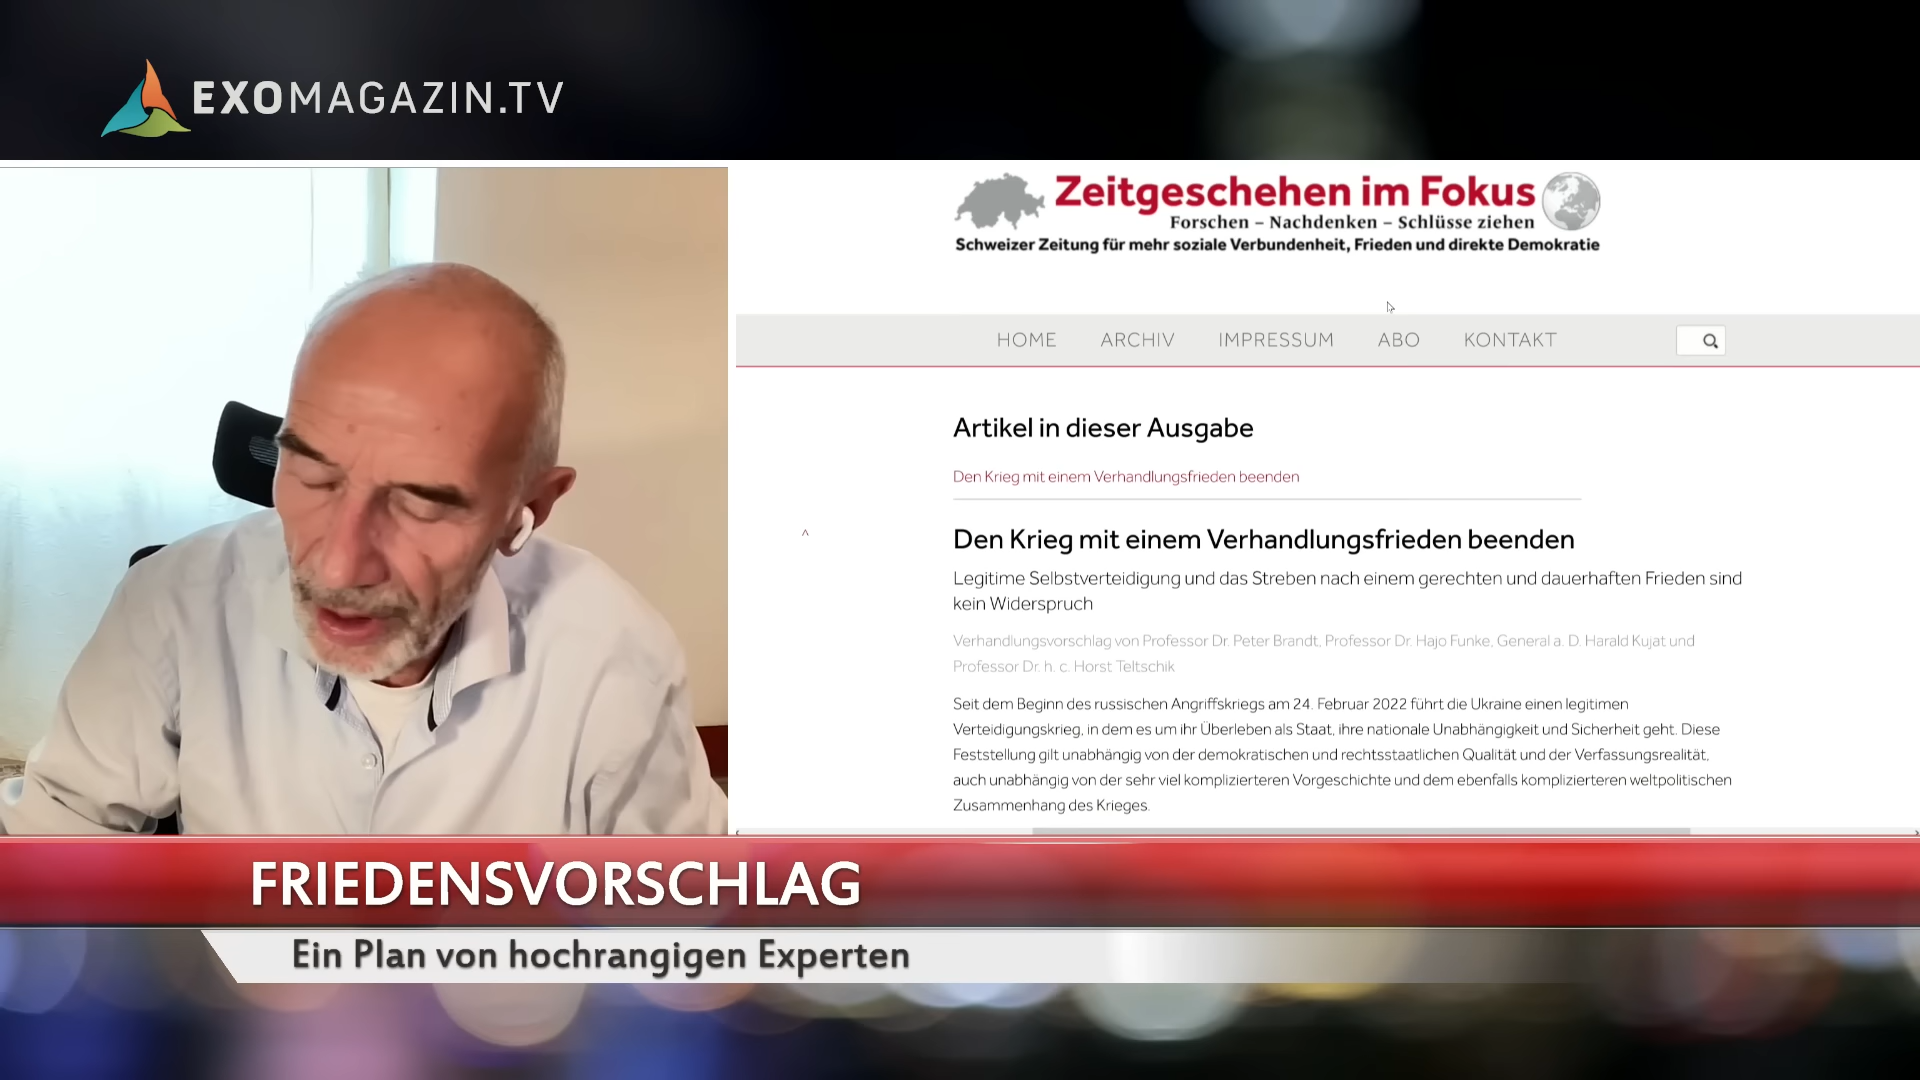 EXOMAGAZIN.TV
Zeitgeschehen im Fokus
Forschen – Nachdenken – Schlüsse ziehen
Schweizer Zeitung für mehr soziale Verbundenheit, Frieden und direkte Demokratie
HOME ARCHIV IMPRESSUM ABO KONTAKT
Artikel in dieser Ausgabe
Den Krieg mit einem Verhandlungsfrieden beenden
Den Krieg mit einem Verhandlungsfrieden beenden
Legitime Selbstverteidigung und das Streben nach einem gerechten und dauerhaften Frieden sind
kein Widerspruch
Verhandlungsvorschlag von Professor Dr. Peter Brandt, Professor Dr. Hajo Funke, General a. D. Harald Kujat und
Professor Dr. h. c. Horst Teltschik
Seit dem Beginn des russischen Angriffskriegs am 24. Februar 2022 führt die Ukraine einen legitimen
Verteidigungskrieg, in dem es um ihr Überleben als Staat, ihre nationale Unabhängigkeit und Sicherheit geht. Diese
Feststellung gilt unabhängig von der demokratischen und rechtsstaatlichen Qualität und der Verfassungsrealität,
auch unabhängig von der sehr viel komplizierteren Vorgeschichte und dem ebenfalls komplizierteren weltpolitischen
Zusammenhang des Krieges.
FRIEDENSVORSCHLAG
Ein Plan von hochrangigen Experten